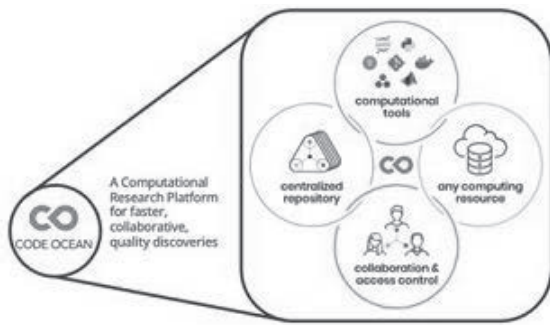 computational
tools
centralized
repository
any computing
resource
collaboration &
access control
CODE OCEAN
A Computational
Research Platform
for faster,
collaborative,
quality discoveries